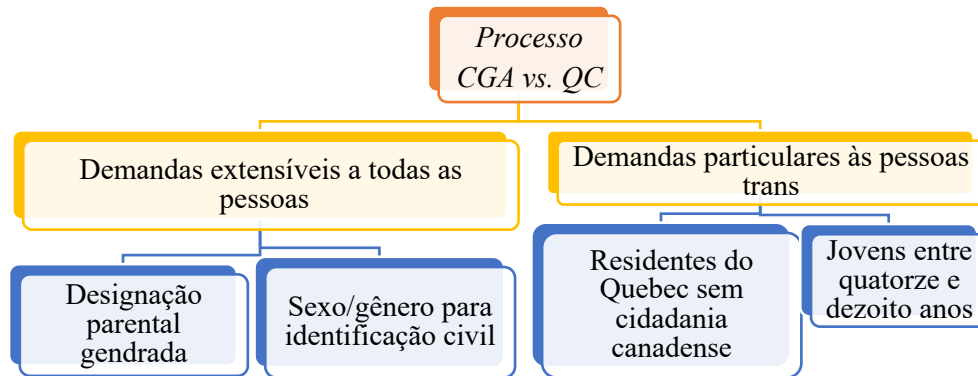 Processo
CGA vs. QC
Demandas extensíveis a todas as
pessoas
Demandas particulares às pessoas
trans
Designação
parental
gendrada
Sexo/gênero para
identificação civil
Residentes do
Quebec sem
cidadania
canadense
Jovens entre
quatorze e
dezoito anos